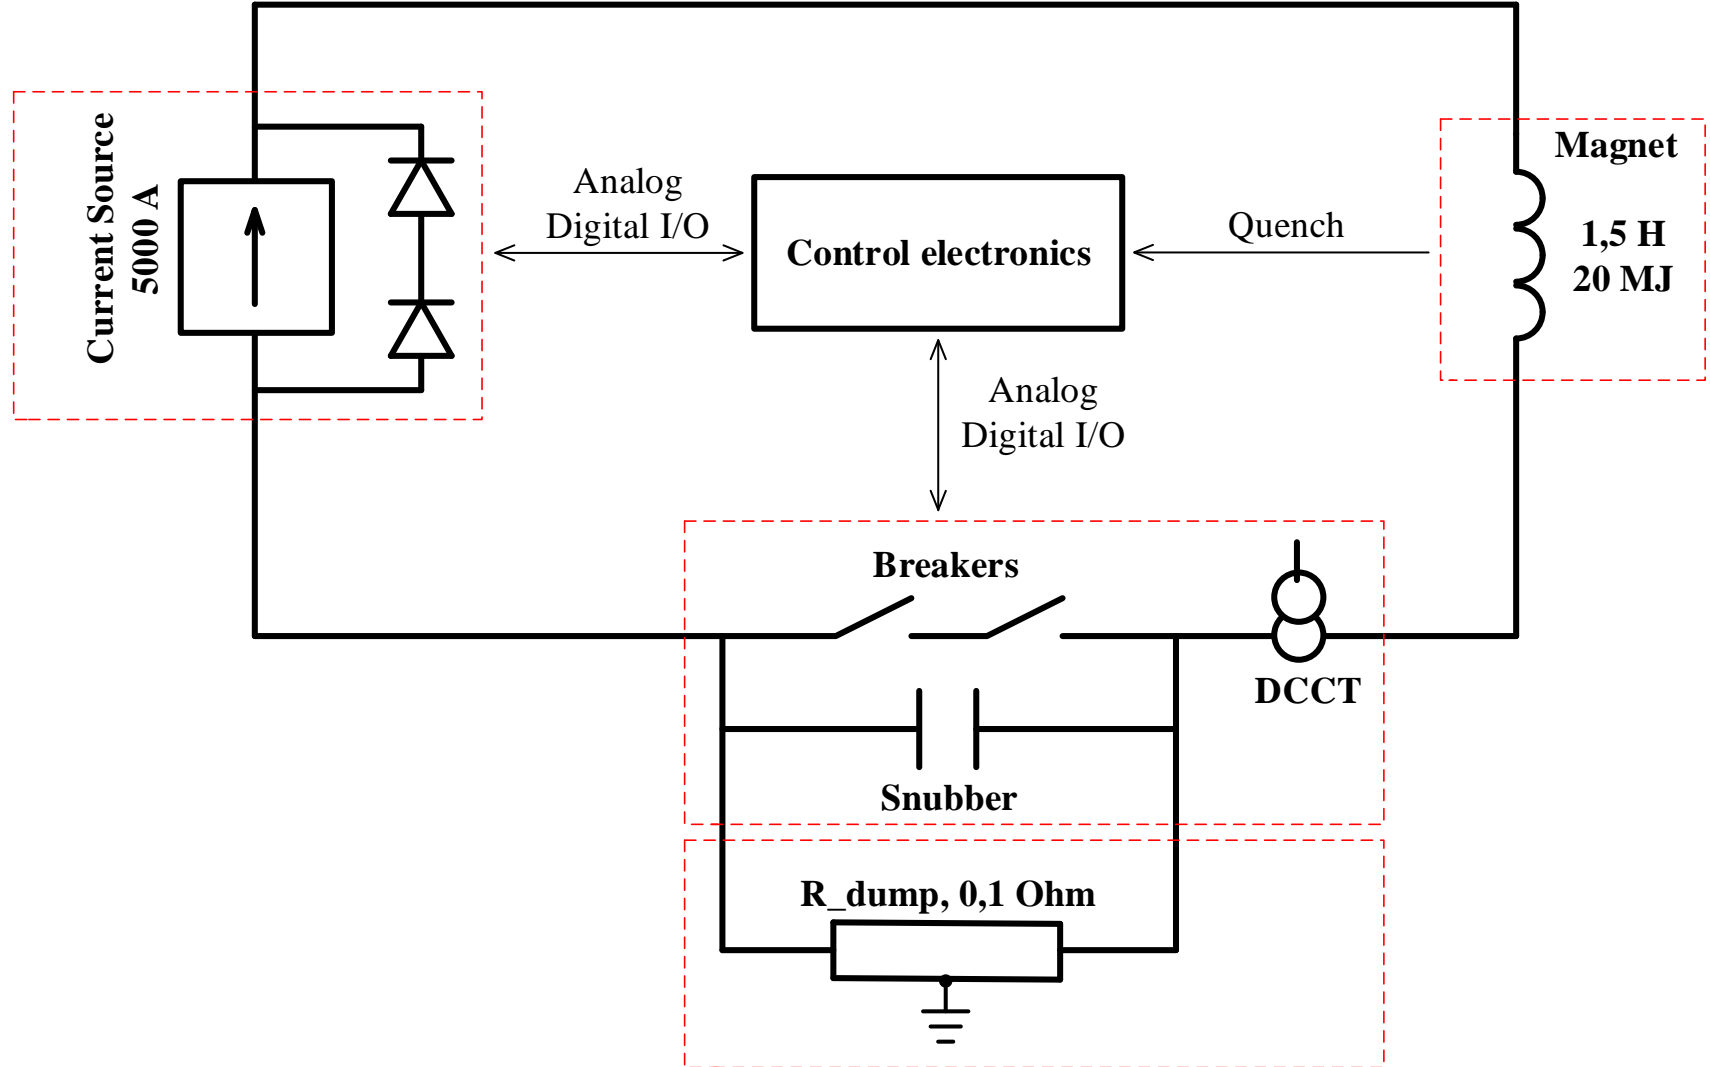 Current Source
5000 A
Analog
Digital I/O
Control electronics
Quench
Magnet
1,5 H
20 MJ
Analog
Digital I/O
Breakers
DCCT
Snubber
R_dump, 0,1 Ohm